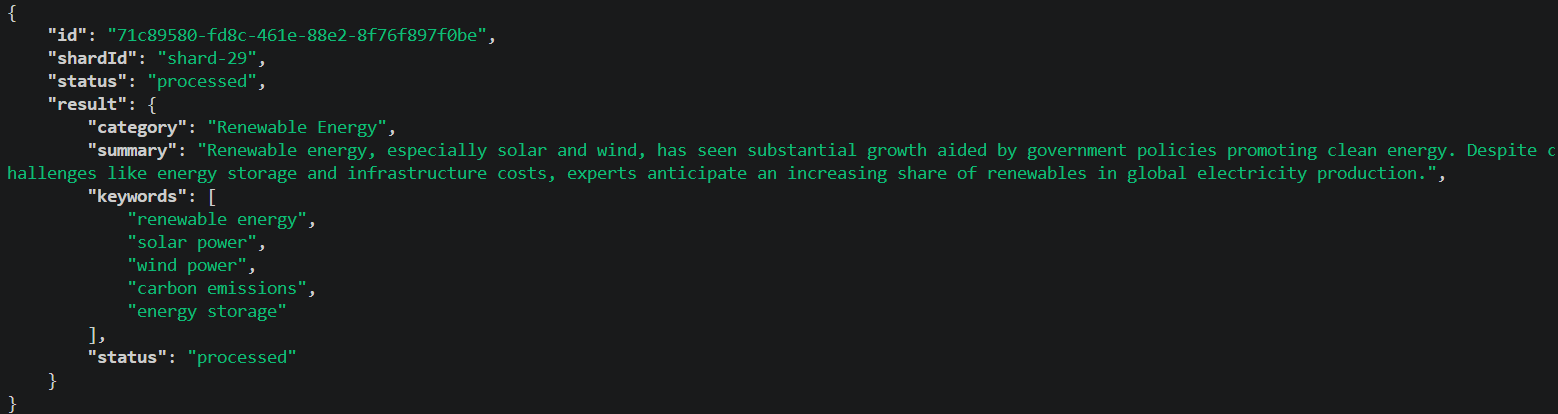 {
    "id": "71c89580-fd8c-461e-88e2-8f76f897f0be",
    "shardId": "shard-29",
    "status": "processed",
    "result": {
        "category": "Renewable Energy",
        "summary": "Renewable energy, especially solar and wind, has seen substantial growth aided by government policies promoting clean energy. Despite c
hallenges like energy storage and infrastructure costs, experts anticipate an increasing share of renewables in global electricity production.",
        "keywords": [
            "renewable energy",
            "solar power",
            "wind power",
            "carbon emissions",
            "energy storage"
        ],
        "status": "processed"
    }
}